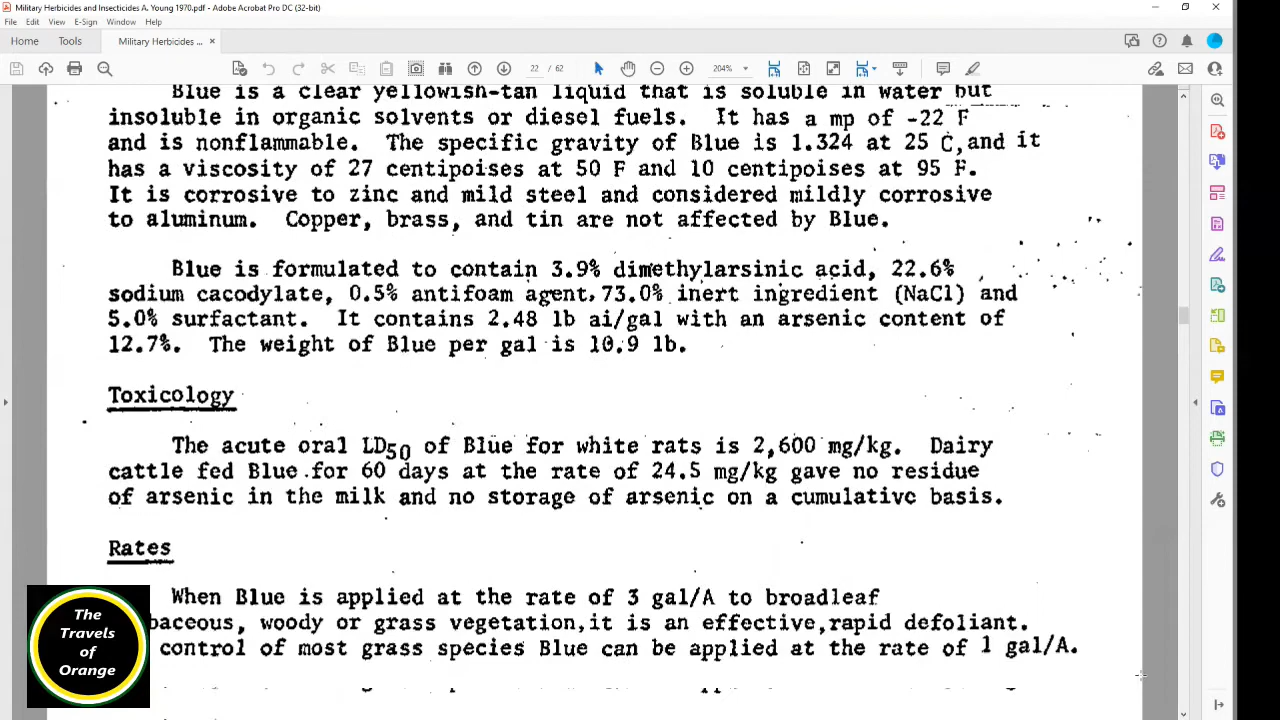 Military Herbicides and Insecticides A. Young 1970.pdf - Adobe Acrobat Pro DC (32-bit)
File Edit View E-Sign Window Help
Home Tools Military Herbicides ... ×
22 / 62 204%
Blue is a clear yellowish-tan liquid that is soluble in water but
insoluble in organic solvents or diesel fuels. It has a mp of -22 F
and is nonflammable. The specific gravity of Blue is 1.324 at 25 C, and it
has a viscosity of 27 centipoises at 50 F and 10 centipoises at 95 F.
It is corrosive to zinc and mild steel and considered mildly corrosive
to aluminum. Copper, brass, and tin are not affected by Blue.
Blue is formulated to contain 3.9% dimethylarsinic acid, 22.6%
sodium cacodylate, 0.5% antifoam agent, 73.0% inert ingredient (NaCl) and
5.0% surfactant. It contains 2.48 lb ai/gal with an arsenic content of
12.7%. The weight of Blue per gal is 10.9 lb.
Toxicology
The acute oral LD50 of Blue for white rats is 2,600 mg/kg. Dairy
cattle fed Blue for 60 days at the rate of 24.5 mg/kg gave no residue
of arsenic in the milk and no storage of arsenic on a cumulative basis.
Rates
When Blue is applied at the rate of 3 gal/A to broadleaf
baceous, woody or grass vegetation, it is an effective, rapid defoliant.
control of most grass species Blue can be applied at the rate of 1 gal/A.
The
Travels
of
Orange